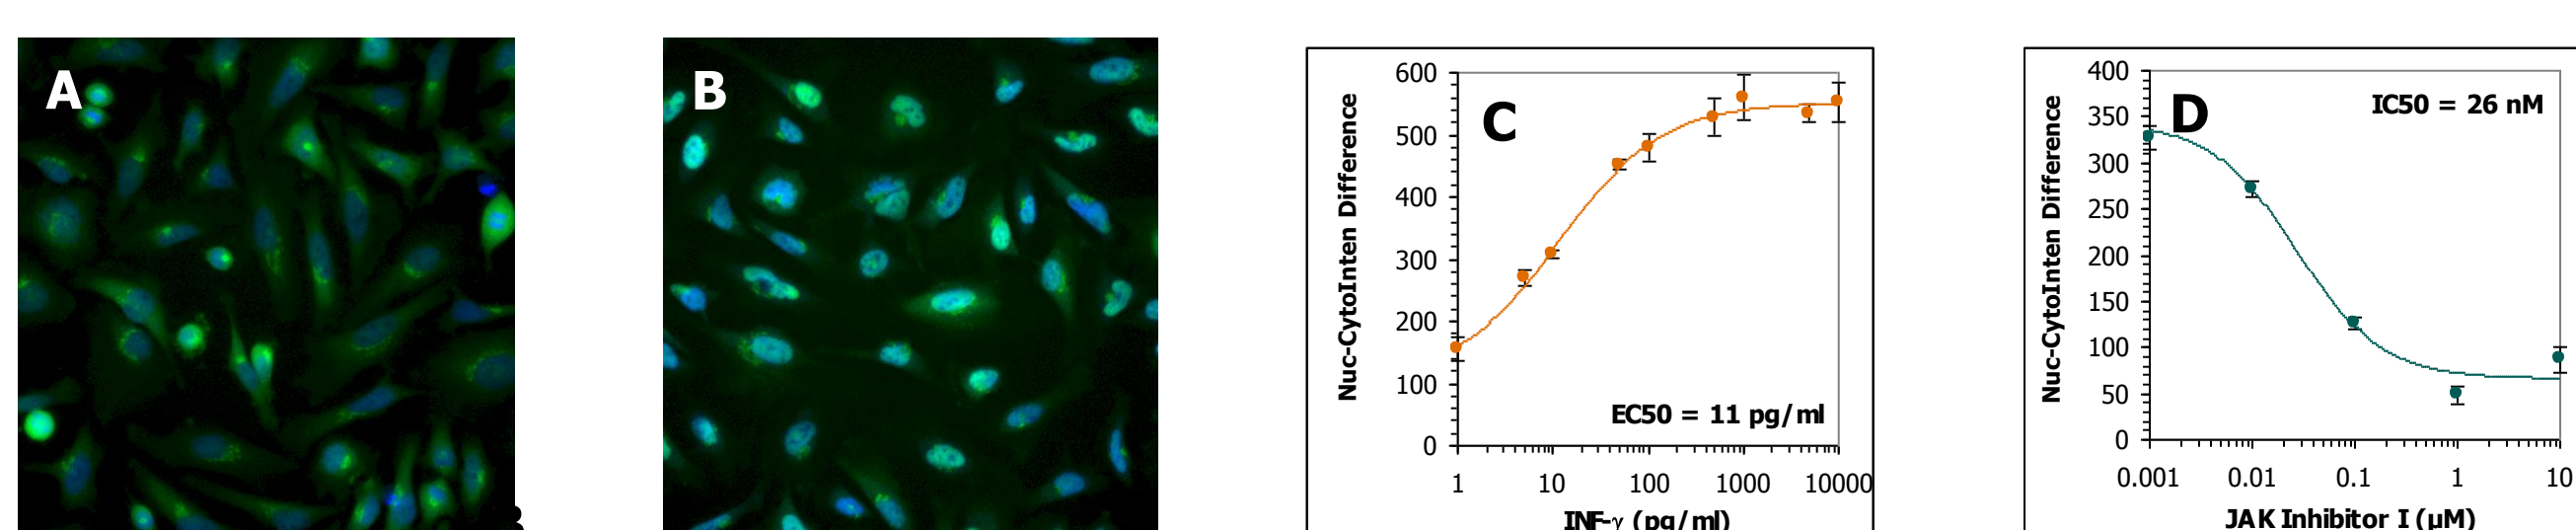 A
B
C
D
600
500
400
300
200
100
0
Nuc-CytoInten Difference
EC50 = 11 pg/ml
1 10 100 1000 10000
INF-γ (pg/ml)
400
350
300
250
200
150
100
50
0
Nuc-CytoInten Difference
IC50 = 26 nM
0.001 0.01 0.1 1 10
JAK Inhibitor I (µM)